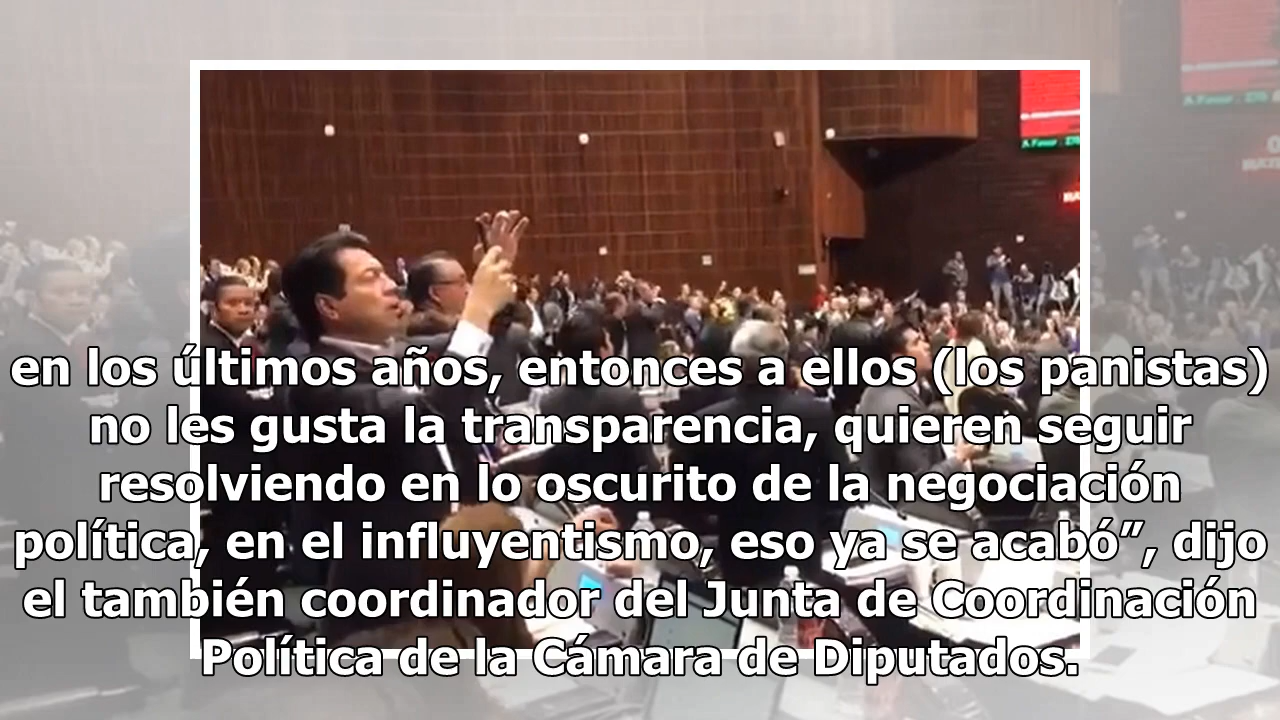 en los últimos años, entonces a ellos (los panistas)
no les gusta la transparencia, quieren seguir
resolviendo en lo oscurito de la negociación
política, en el influyentismo, eso ya se acabó”, dijo
el también coordinador del Junta de Coordinación
Política de la Cámara de Diputados.